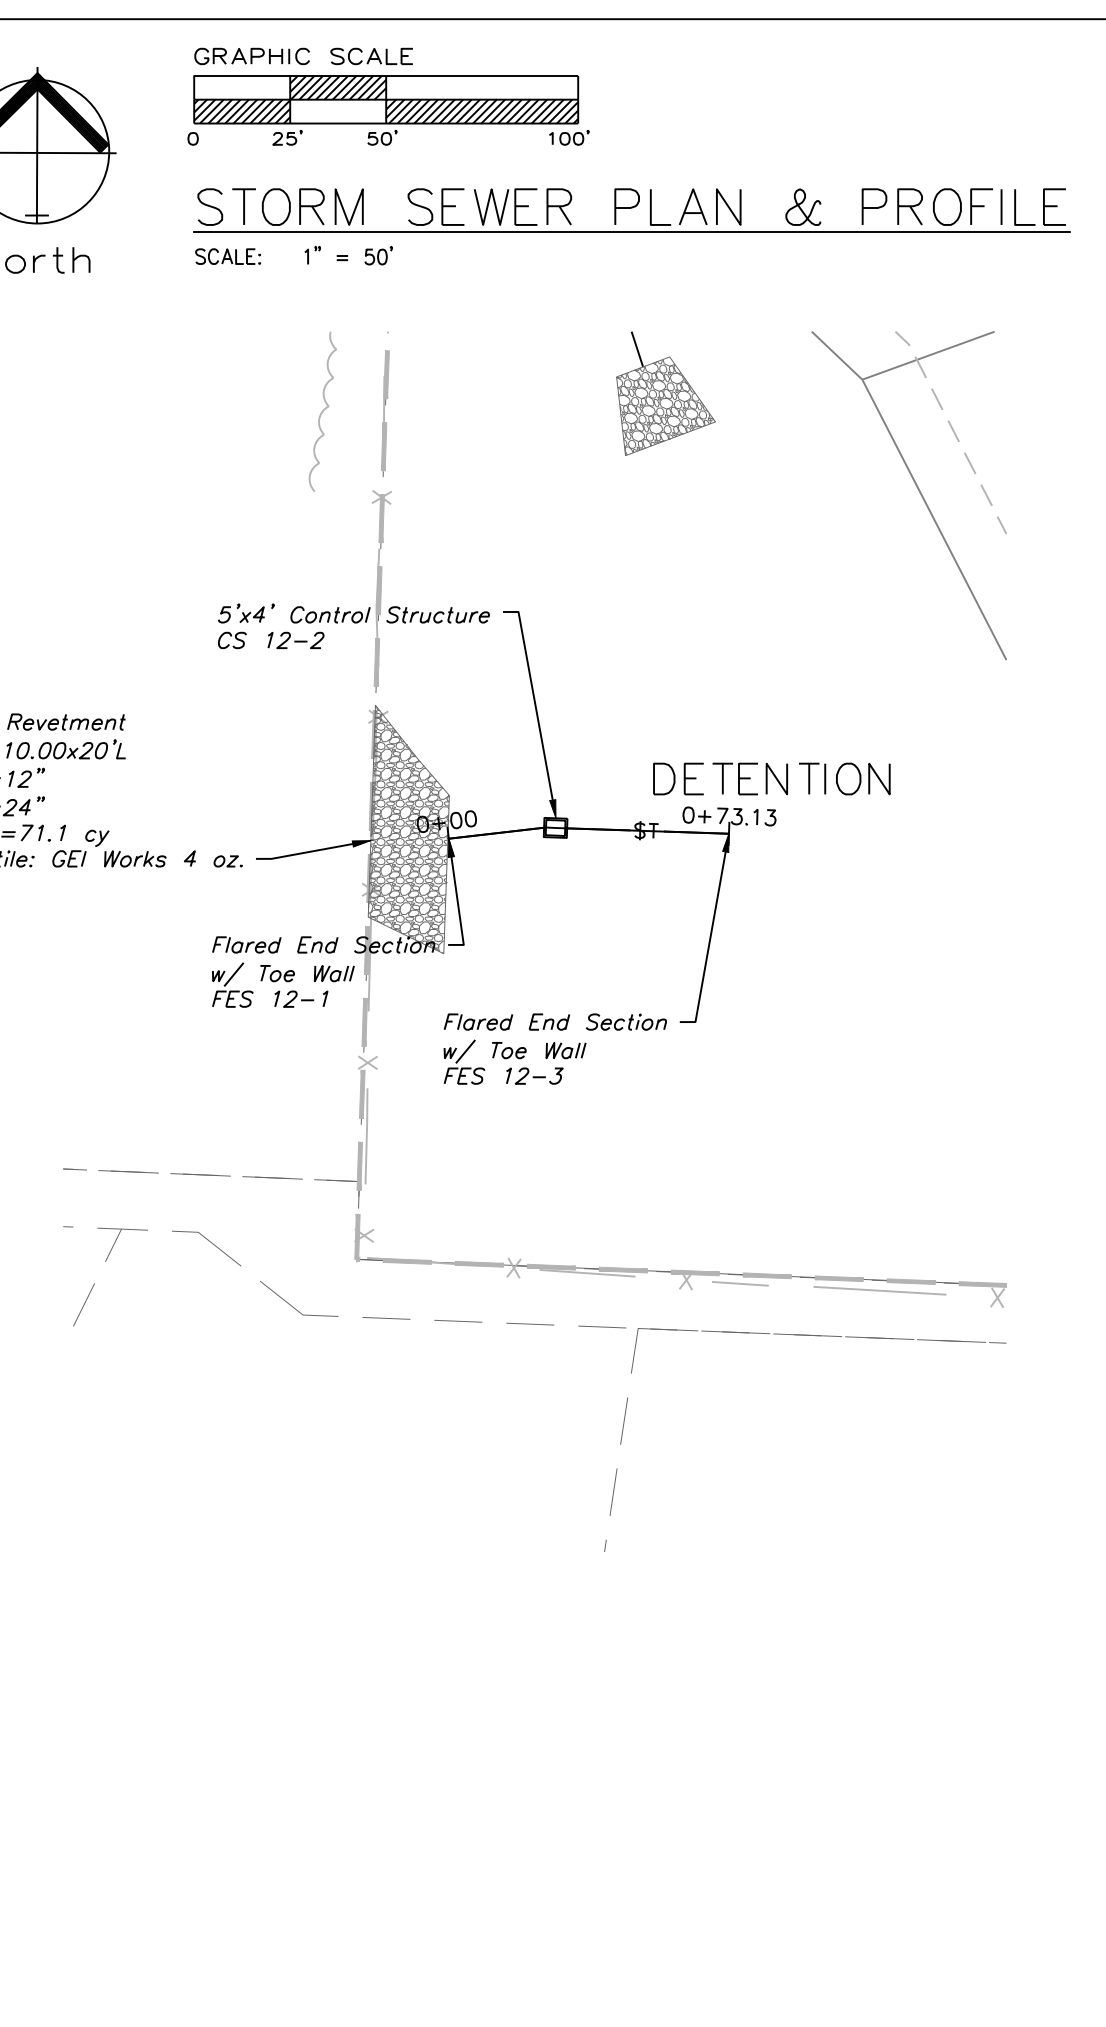 GRAPHIC SCALE
0 25' 50' 100'
STORM SEWER PLAN & PROFILE
SCALE: 1" = 50'
orth
5'x4' Control Structure
CS 12-2
Revetment
10.00x20'L
12"
24"
=71.1 cy
tile: GEI Works 4 oz.
DETENTION
0+00
ST
0+73.13
Flared End Section
w/ Toe Wall
FES 12-1
Flared End Section
w/ Toe Wall
FES 12-3